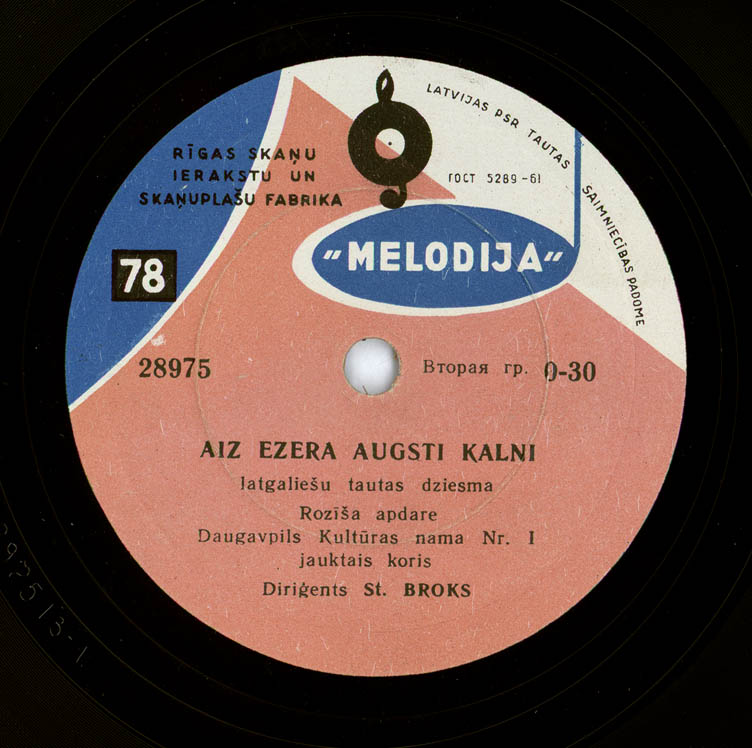 LATVIJAS PSR TAUTAS SAIMNIECĪBAS PADOME
RĪGAS SKAŅU
IERAKSTU UN
SKAŅUPLAŠU FABRIKA
ГОСТ 5289-61
"MELODIJA"
78
28975
Вторая гр. 0-30
AIZ EZERA AUGSTI KALNI
latgaliešu tautas dziesma
Rozīša apdare
Daugavpils Kultūras nama Nr. 1
jauktais koris
Diriģents St. BROKS